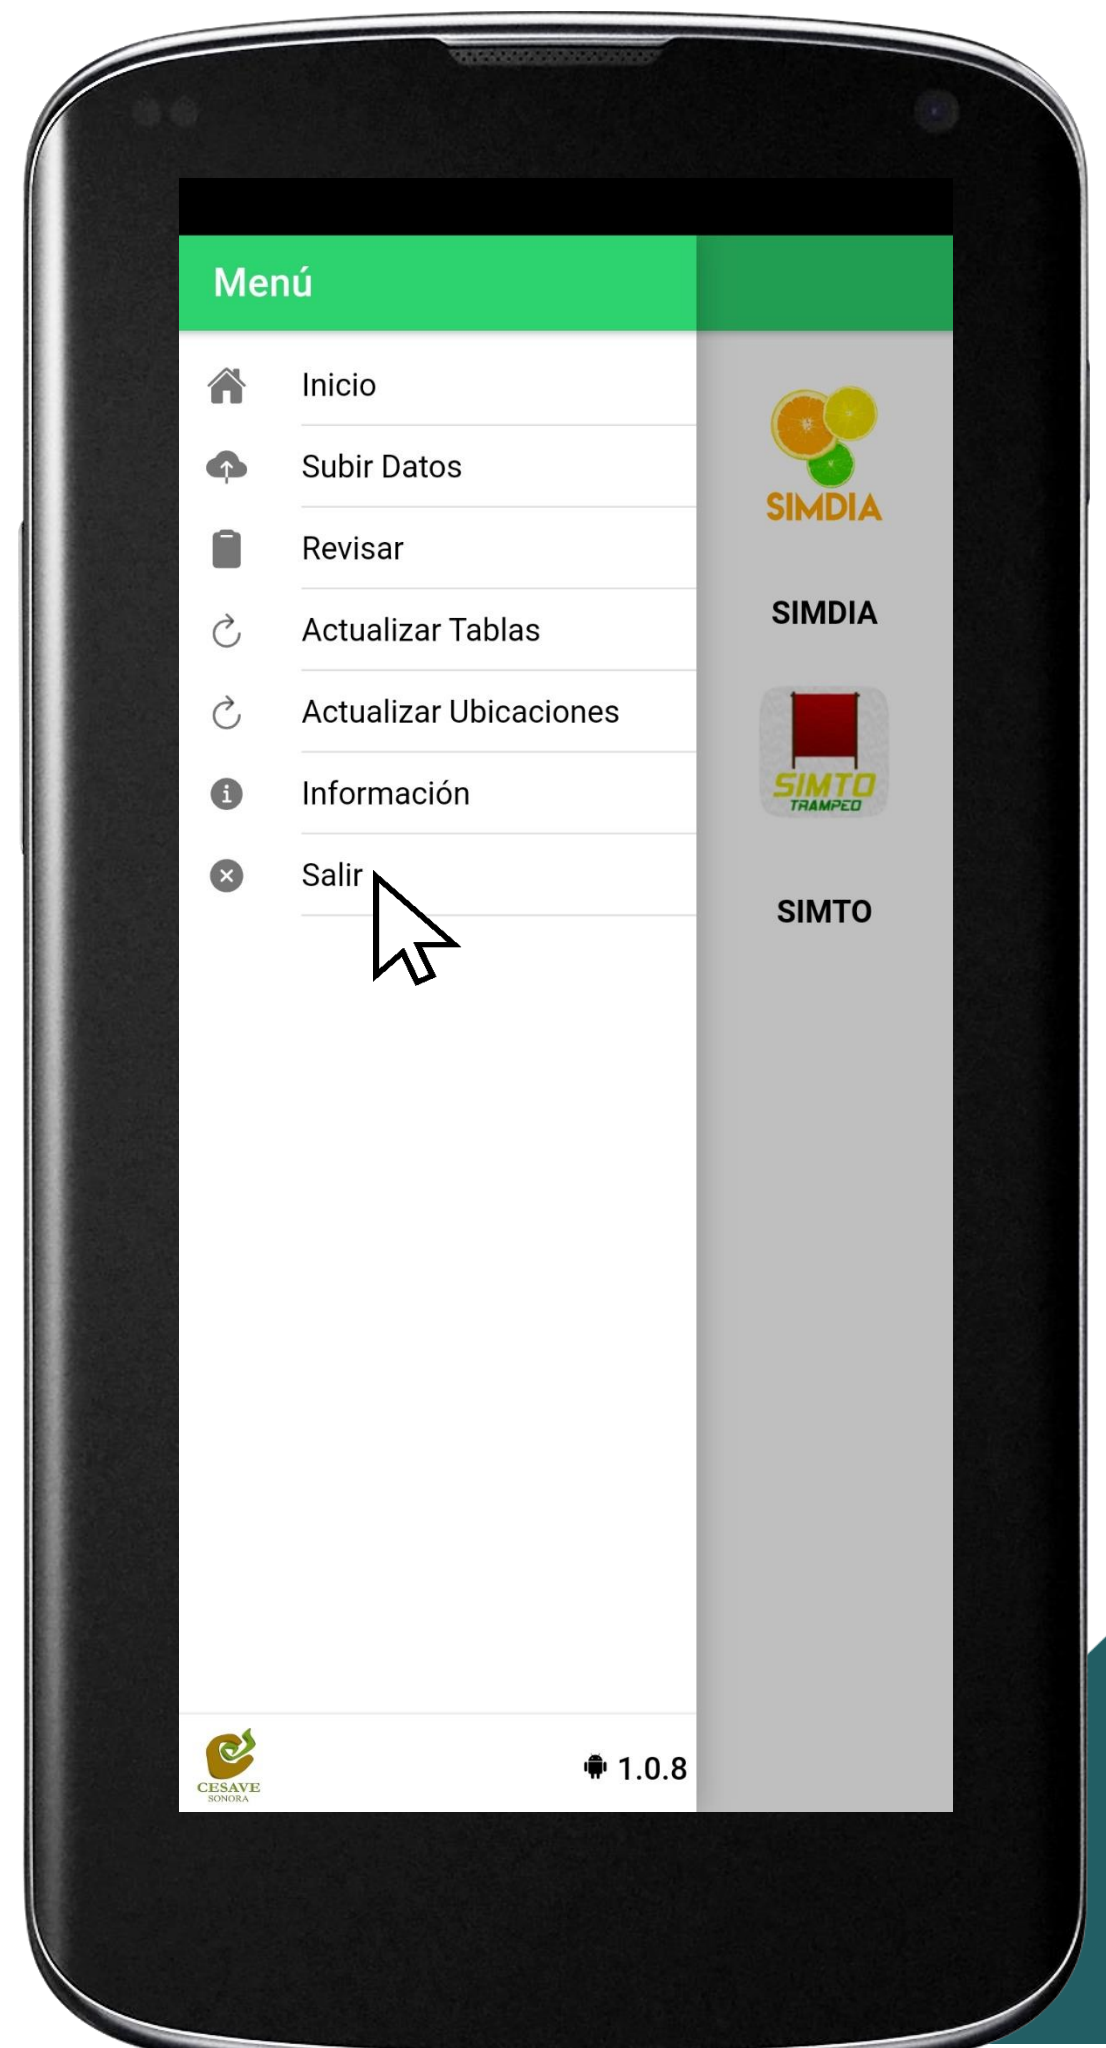 Menú
Inicio
Subir Datos
Revisar
Actualizar Tablas
Actualizar Ubicaciones
Información
Salir
SIMDIA
SIMDIA
SIMTO
TRAMPEO
SIMTO
CESAVE
SONORA
1.0.8